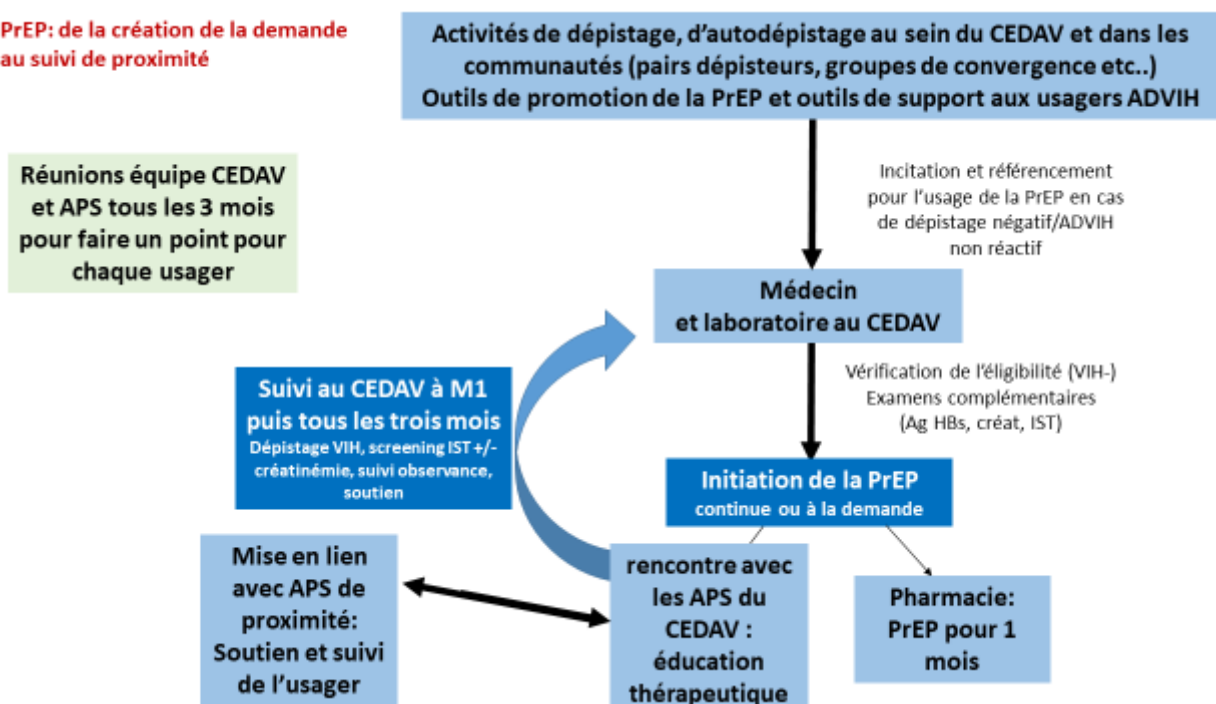 PrEP: de la création de la demande
au suivi de proximité
Activités de dépistage, d'autodépistage au sein du CEDAV et dans les
communautés (pairs dépisteurs, groupes de convergence etc..)
Outils de promotion de la PrEP et outils de support aux usagers ADVIH
Réunions équipe CEDAV
et APS tous les 3 mois
pour faire un point pour
chaque usager
Incitation et référencement
pour l'usage de la PrEP en cas
de dépistage négatif/ADVIH
non réactif
Médecin
et laboratoire au CEDAV
Vérification de l'éligibilité (VIH-)
Examens complémentaires
(Ag HBs, créat, IST)
Suivi au CEDAV à M1
puis tous les trois mois
Dépistage VIH, screening IST +/-
créatinémie, suivi observance,
soutien
Initiation de la PrEP
continue ou à la demande
Mise en lien
avec APS de
proximité:
Soutien et suivi
de l'usager
rencontre avec
les APS du
CEDAV :
éducation
thérapeutique
Pharmacie:
PrEP pour 1
mois